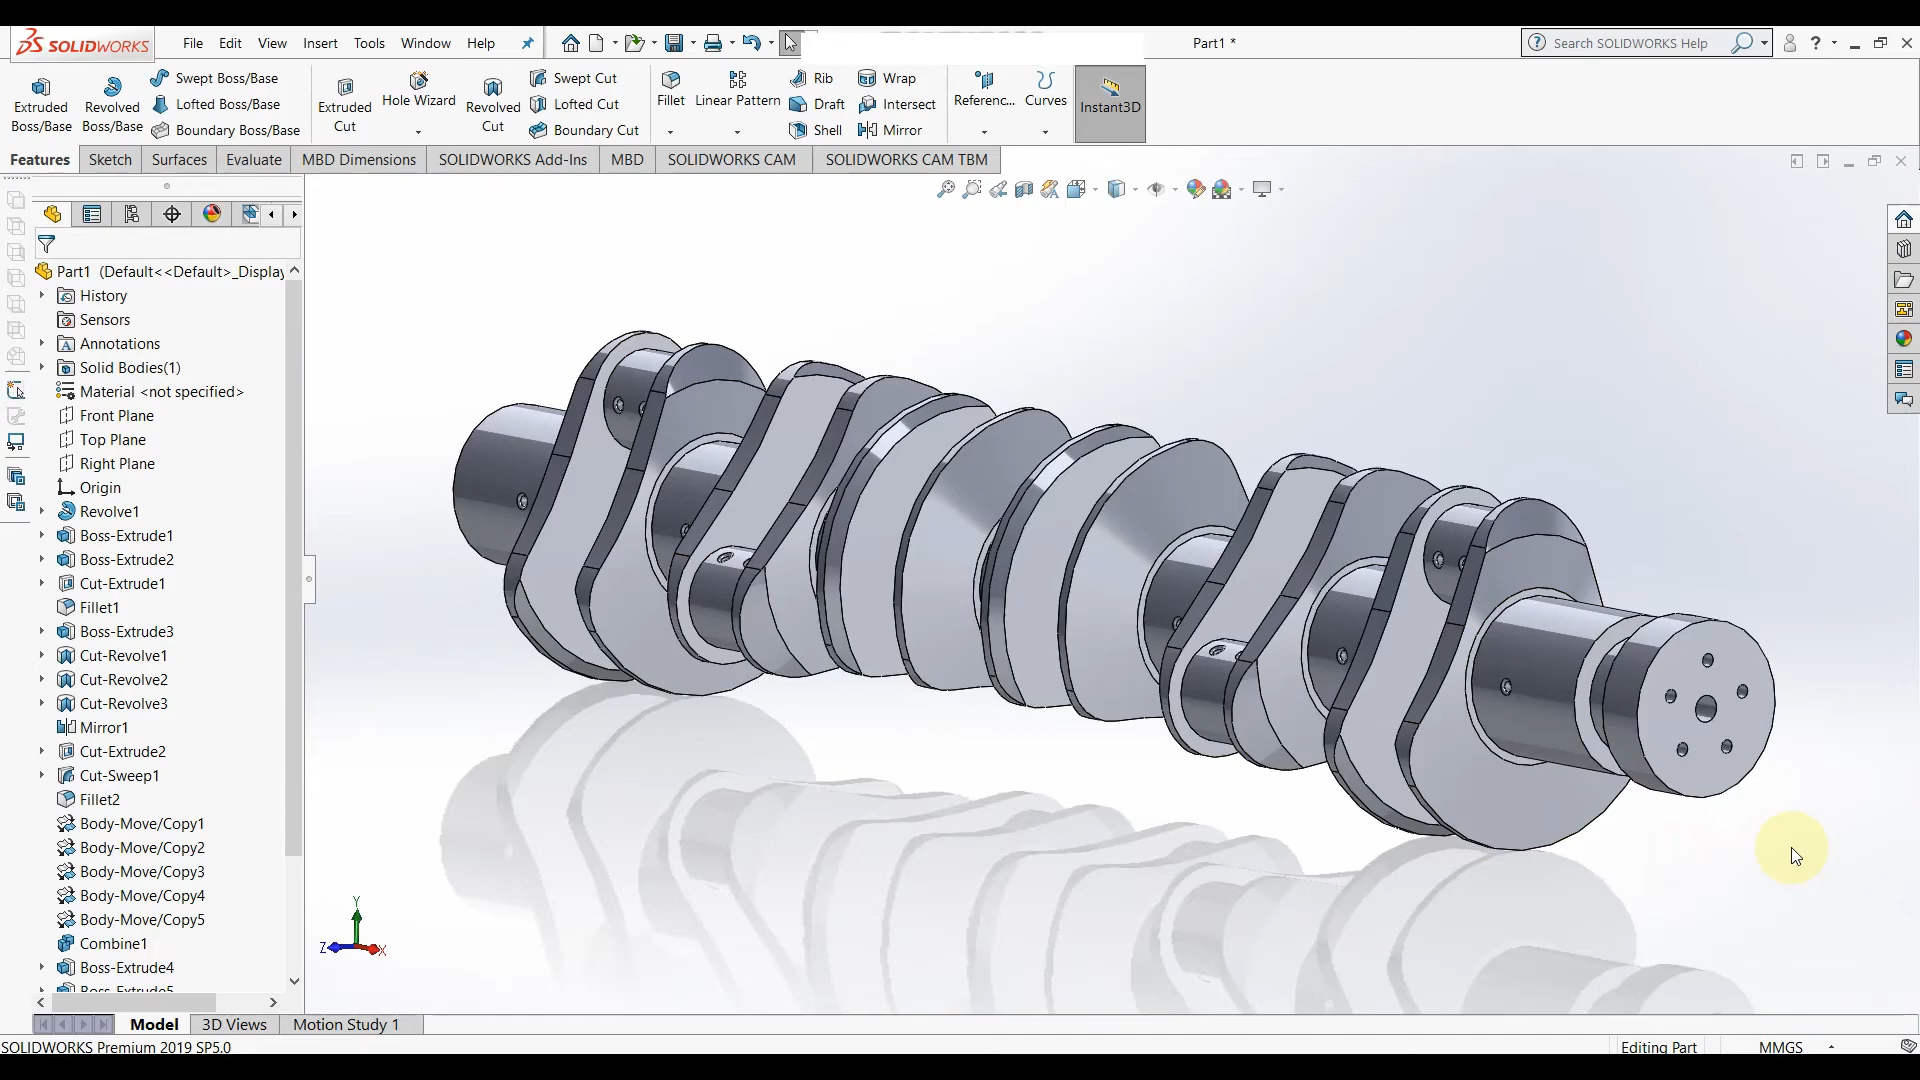 SOLIDWORKS File Edit View Insert Tools Window Help Part1 * Search SOLIDWORKS Help ?
Extruded Boss/Base
Revolved Boss/Base
Swept Boss/Base
Lofted Boss/Base
Boundary Boss/Base
Extruded Cut
Hole Wizard
Revolved Cut
Swept Cut
Lofted Cut
Boundary Cut
Fillet
Linear Pattern
Rib
Draft
Shell
Wrap
Intersect
Mirror
Referenc...
Curves
Instant3D
Features Sketch Surfaces Evaluate MBD Dimensions SOLIDWORKS Add-Ins MBD SOLIDWORKS CAM SOLIDWORKS CAM TBM
Part1 (Default<<Default>_Display
History
Sensors
Annotations
Solid Bodies(1)
Material <not specified>
Front Plane
Top Plane
Right Plane
Origin
Revolve1
Boss-Extrude1
Boss-Extrude2
Cut-Extrude1
Fillet1
Boss-Extrude3
Cut-Revolve1
Cut-Revolve2
Cut-Revolve3
Mirror1
Cut-Extrude2
Cut-Sweep1
Fillet2
Body-Move/Copy1
Body-Move/Copy2
Body-Move/Copy3
Body-Move/Copy4
Body-Move/Copy5
Combine1
Boss-Extrude4
Boss-Extrude5
Y
Z
X
Model 3D Views Motion Study 1
SOLIDWORKS Premium 2019 SP5.0 Editing Part MMGS